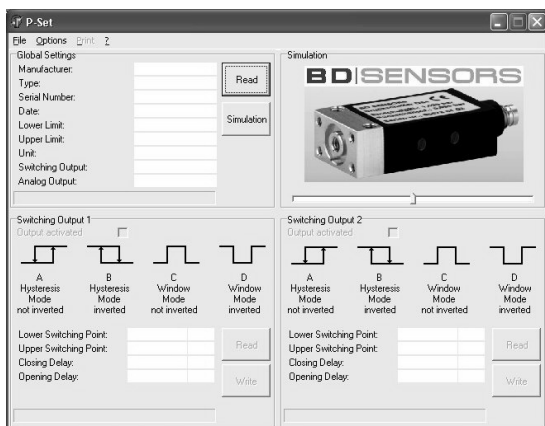 P-Set
File Options Print ?
Global Settings
Manufacturer:
Type:
Serial Number:
Date:
Lower Limit:
Upper Limit:
Unit:
Switching Output:
Analog Output:
Read
Simulation
Simulation
BD|SENSORS
Switching Output 1
Output activated
A
Hysteresis
Mode
not inverted
B
Hysteresis
Mode
inverted
C
Window
Mode
not inverted
D
Window
Mode
inverted
Lower Switching Point:
Upper Switching Point:
Closing Delay:
Opening Delay:
Read
Write
Switching Output 2
Output activated
A
Hysteresis
Mode
not inverted
B
Hysteresis
Mode
inverted
C
Window
Mode
not inverted
D
Window
Mode
inverted
Lower Switching Point:
Upper Switching Point:
Closing Delay:
Opening Delay:
Read
Write